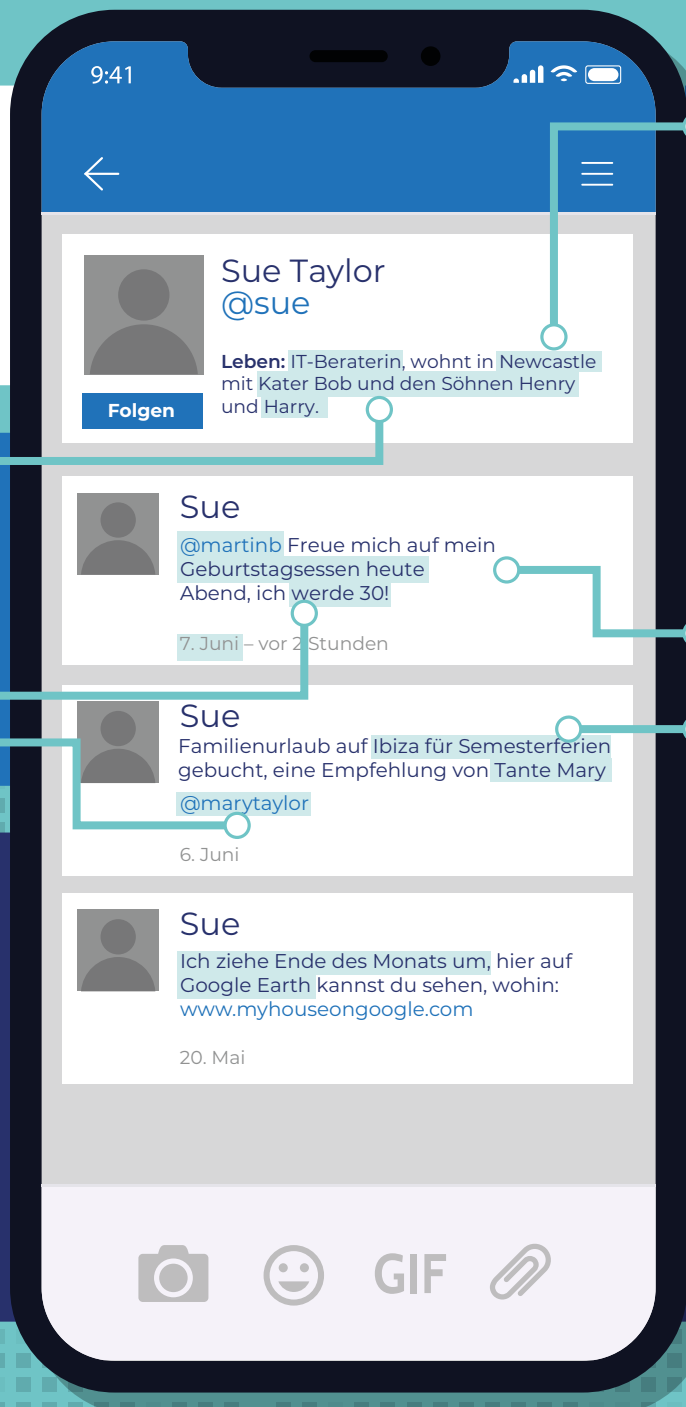 9:41
Sue Taylor
@sue
Leben: IT-Beraterin, wohnt in Newcastle
mit Kater Bob und den Söhnen Henry
und Harry.
Folgen
Sue
@martinb Freue mich auf mein
Geburtstagsessen heute
Abend, ich werde 30!
7. Juni – vor 2 Stunden
Sue
Familienurlaub auf Ibiza für Semesterferien
gebucht, eine Empfehlung von Tante Mary
@marytaylor
6. Juni
Sue
Ich ziehe Ende des Monats um, hier auf
Google Earth kannst du sehen, wohin:
www.myhouseongoogle.com
20. Mai
GIF